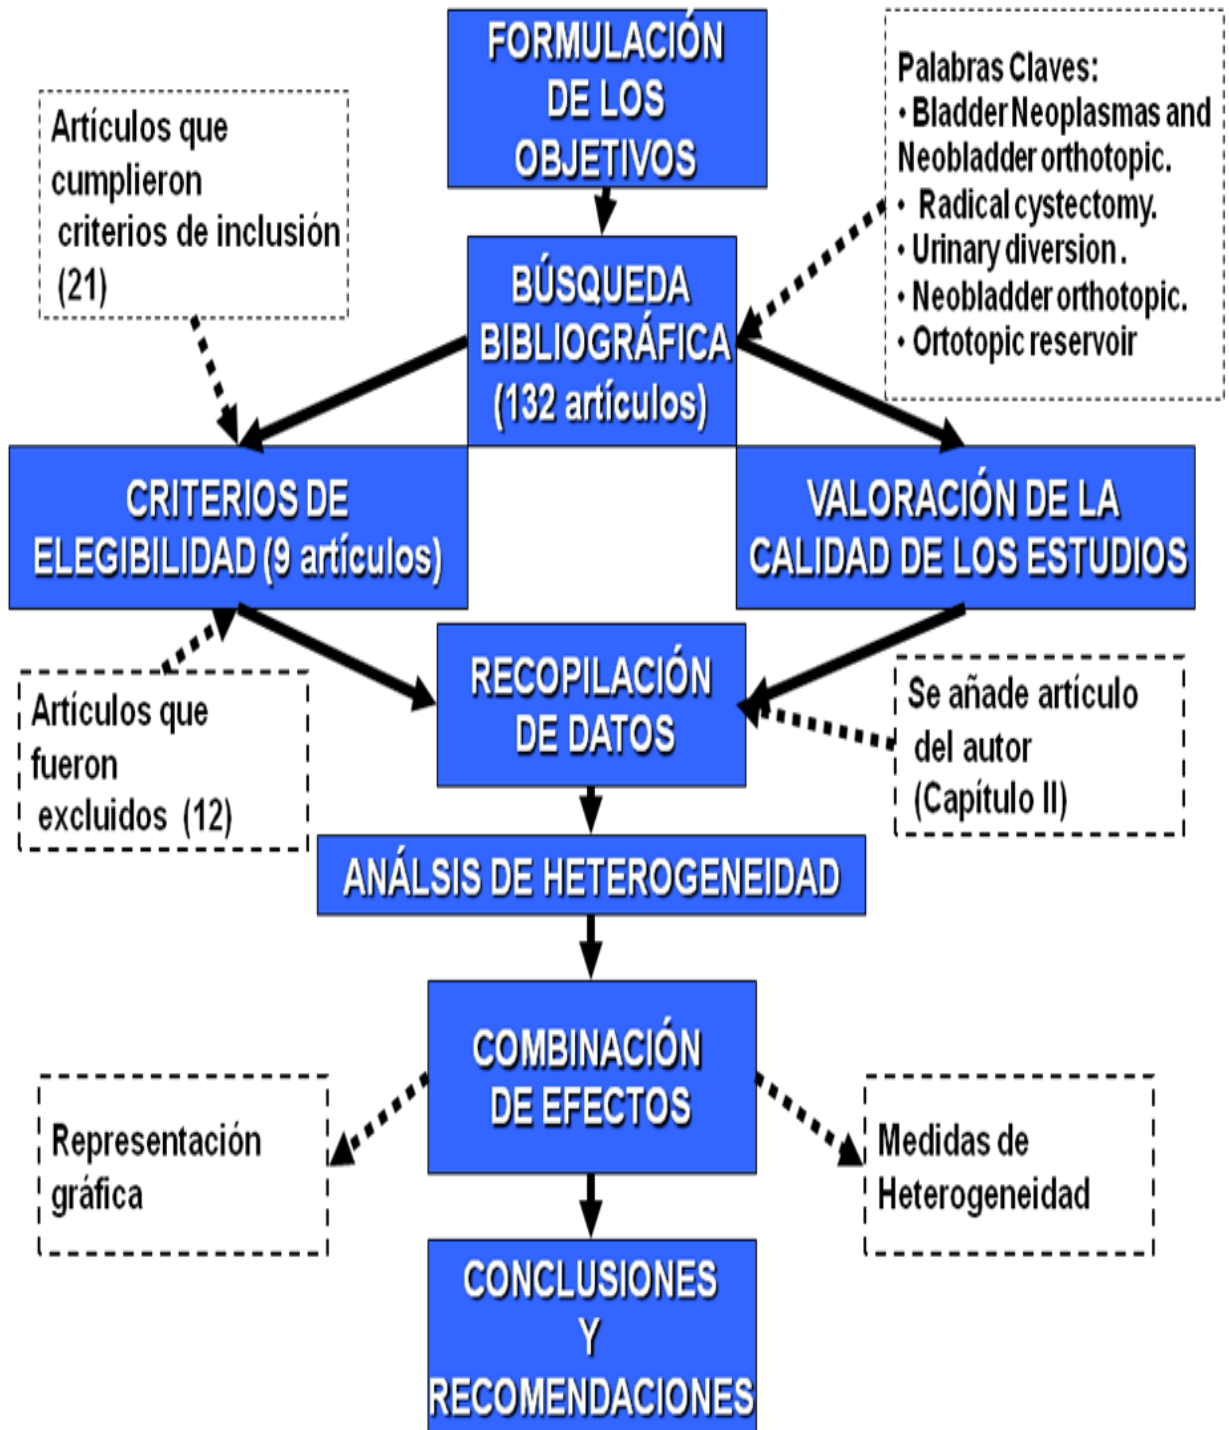 FORMULACIÓN
DE LOS
OBJETIVOS
Palabras Claves:
• Bladder Neoplasmas and
Neobladder orthotopic.
• Radical cystectomy.
• Urinary diversion .
• Neobladder orthotopic.
• Ortotopic reservoir
Artículos que
cumplieron
criterios de inclusión
(21)
BÚSQUEDA
BIBLIOGRÁFICA
(132 artículos)
CRITERIOS DE
ELEGIBILIDAD (9 artículos)
VALORACIÓN DE LA
CALIDAD DE LOS ESTUDIOS
Artículos que
fueron
excluidos (12)
RECOPILACIÓN
DE DATOS
Se añade artículo
del autor
(Capítulo II)
ANÁLSIS DE HETEROGENEIDAD
COMBINACIÓN
DE EFECTOS
Representación
gráfica
Medidas de
Heterogeneidad
CONCLUSIONES
Y
RECOMENDACIONES